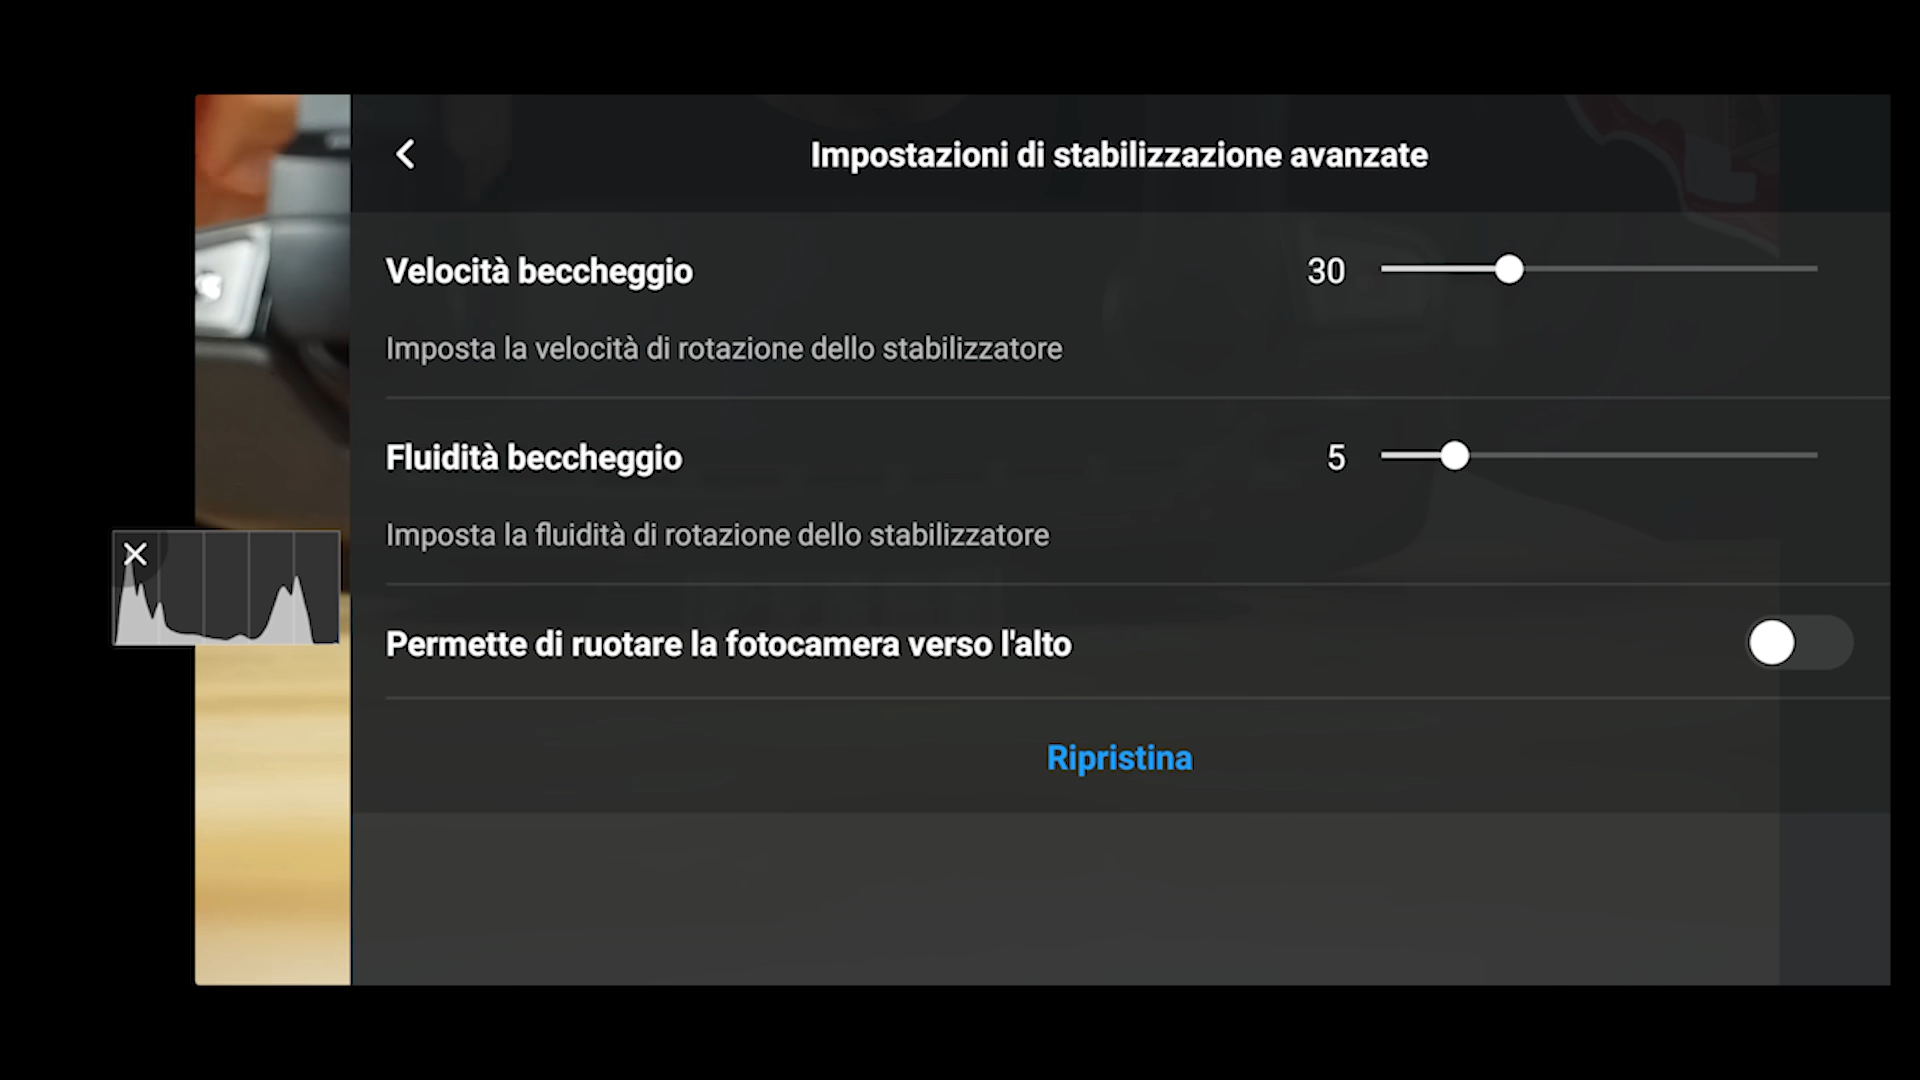 Impostazioni di stabilizzazione avanzate
Velocità beccheggio 30
Imposta la velocità di rotazione dello stabilizzatore
Fluidità beccheggio 5
Imposta la fluidità di rotazione dello stabilizzatore
Permette di ruotare la fotocamera verso l'alto
Ripristina